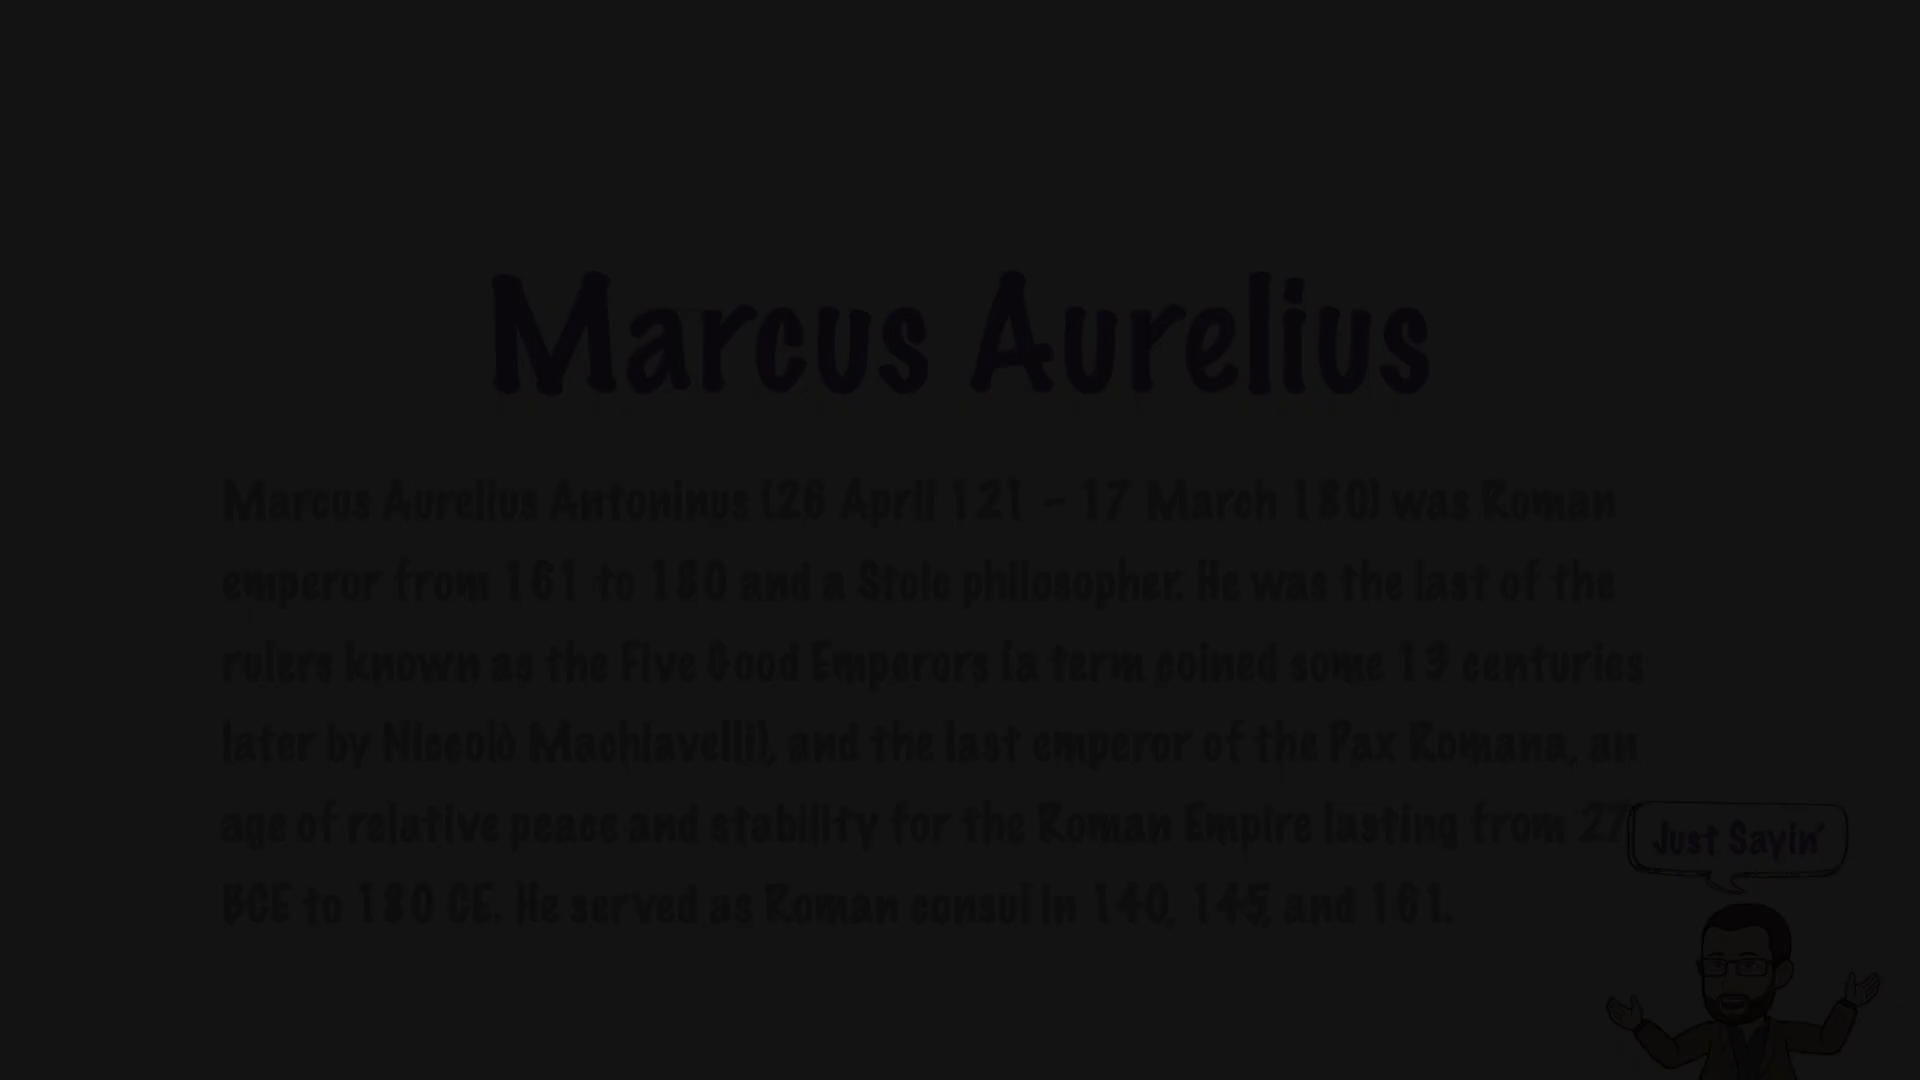 Marcus Aurelius
Marcus Aurelius Antoninus (26 April 121 – 17 March 180) was Roman
emperor from 161 to 180 and a Stoic philosopher. He was the last of the
rulers known as the Five Good Emperors (a term coined some 13 centuries
later by Niccolò Machiavelli), and the last emperor of the Pax Romana, an
age of relative peace and stability for the Roman Empire lasting from 27
BCE to 180 CE. He served as Roman consul in 140, 145, and 161.
Just Sayin'